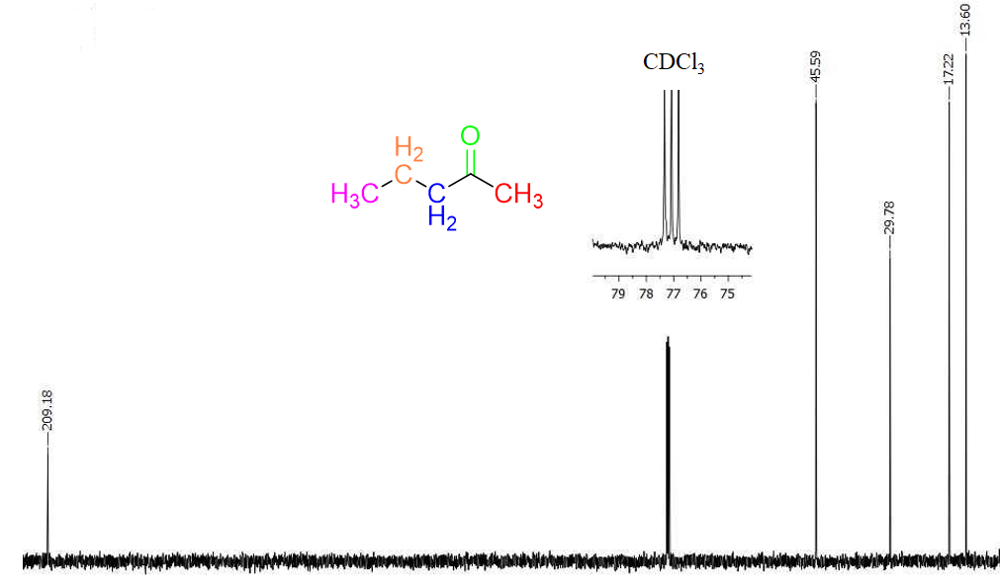 13.60
17.22
45.59
CDCl₃
O
H₂
C
H₃C
C
CH₃
H₂
29.78
79 78 77 76 75
209.18